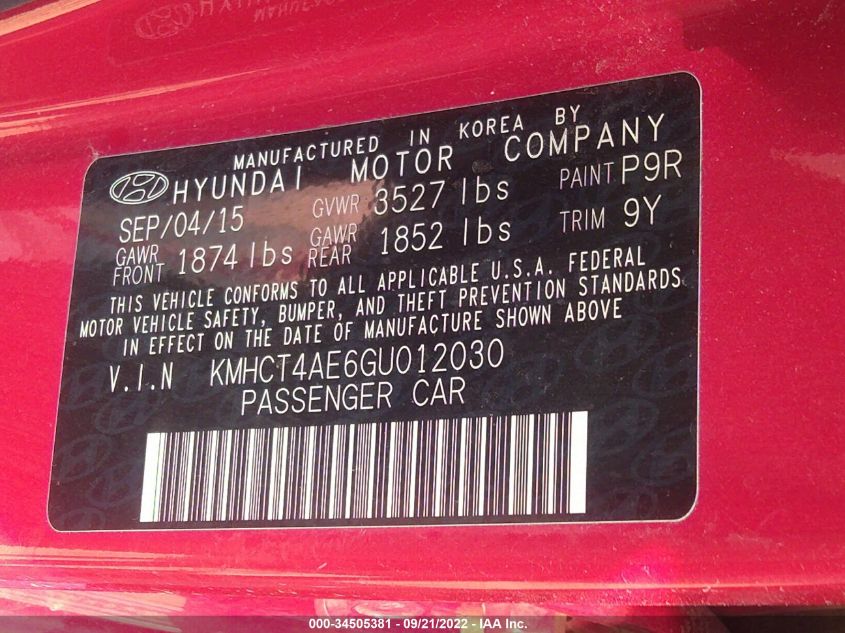 MANUFACTURED IN KOREA BY
HYUNDAI MOTOR COMPANY
SEP/04/15 GVWR 3527 lbs PAINT P9R
GAWR FRONT 1874 lbs GAWR REAR 1852 lbs TRIM 9Y
THIS VEHICLE CONFORMS TO ALL APPLICABLE U.S.A. FEDERAL
MOTOR VEHICLE SAFETY, BUMPER, AND THEFT PREVENTION STANDARDS
IN EFFECT ON THE DATE OF MANUFACTURE SHOWN ABOVE
V.I.N KMHCT4AE6GU012030
PASSENGER CAR
000-34505381 - 09/21/2022 - IAA Inc.